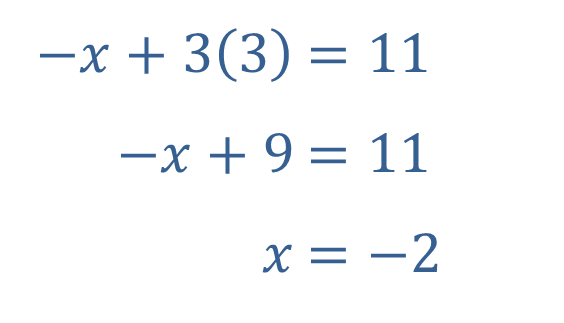 −x + 3(3) = 11
−x + 9 = 11
x = −2